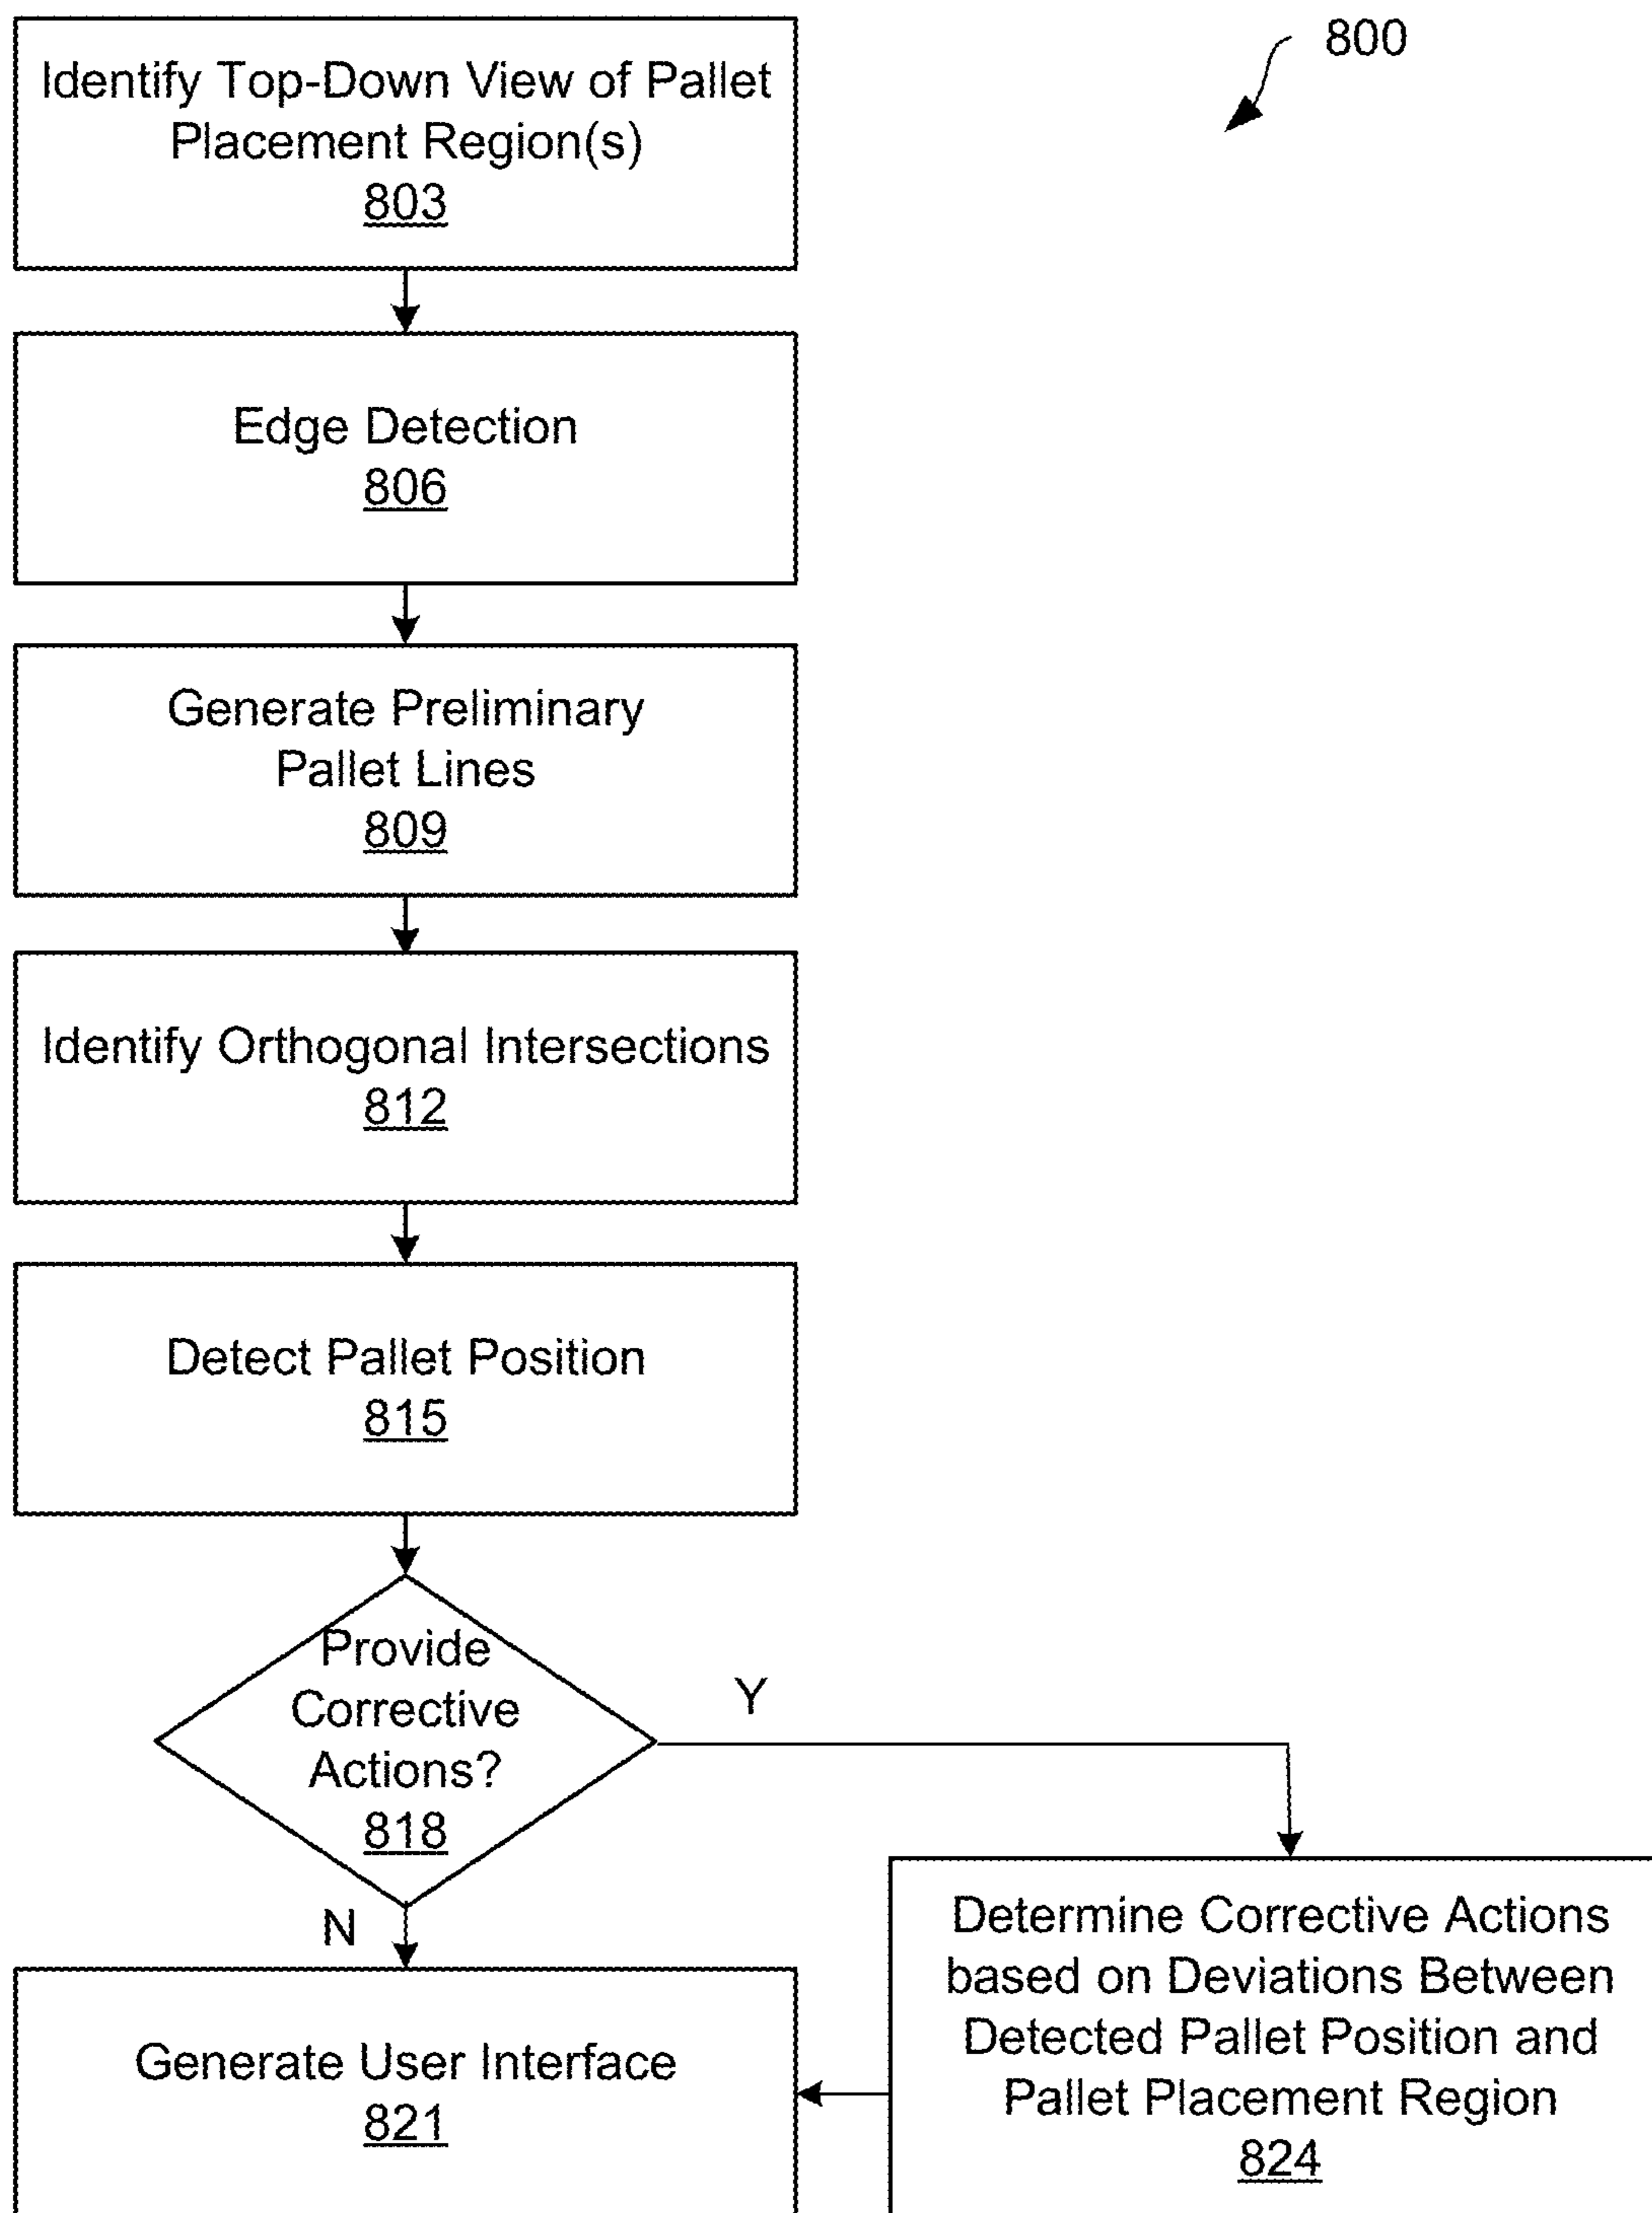 800
Identify Top-Down View of Pallet
Placement Region(s)
803
Edge Detection
806
Generate Preliminary
Pallet Lines
809
Identify Orthogonal Intersections
812
Detect Pallet Position
815
Provide
Corrective
Actions?
818
Y
N
Determine Corrective Actions
based on Deviations Between
Detected Pallet Position and
Pallet Placement Region
824
Generate User Interface
821